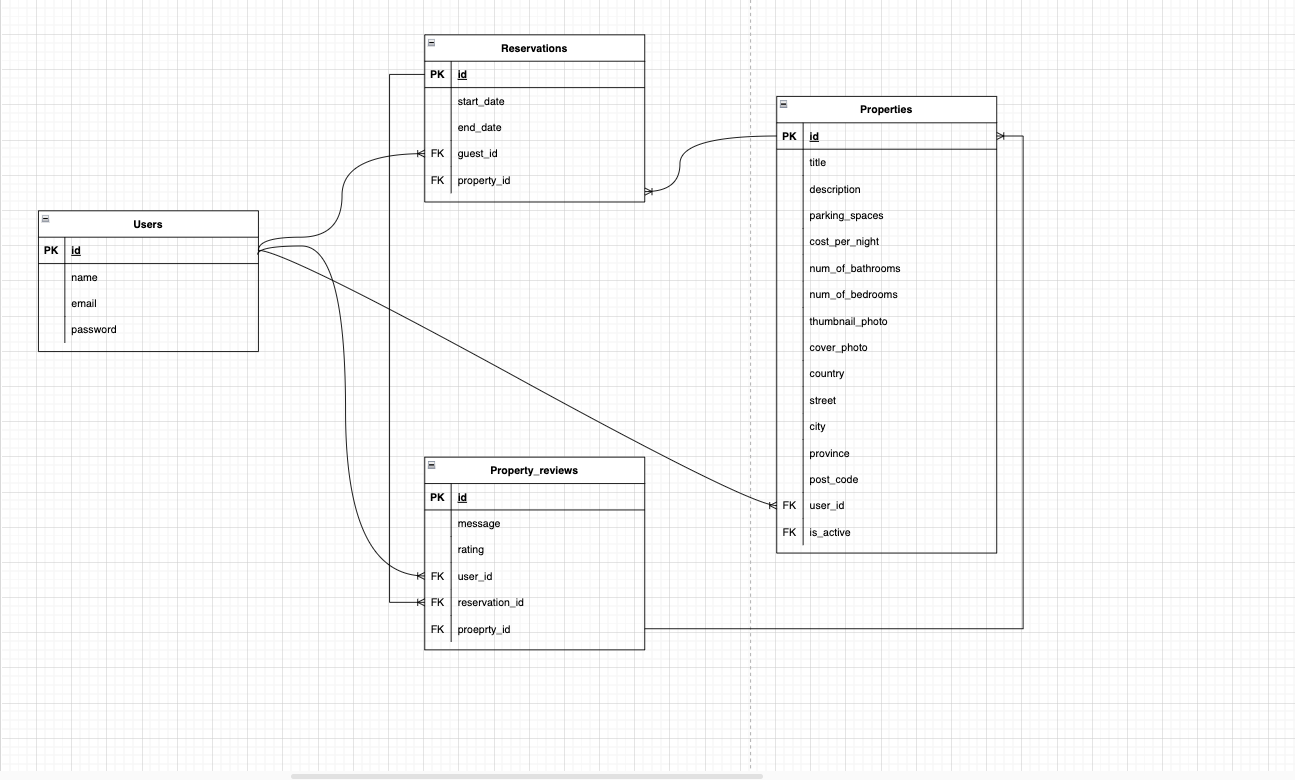 Reservations
PK id
start_date
end_date
FK guest_id
FK property_id
Properties
PK id
title
description
parking_spaces
cost_per_night
num_of_bathrooms
num_of_bedrooms
thumbnail_photo
cover_photo
country
street
city
province
post_code
FK user_id
FK is_active
Users
PK id
name
email
password
Property_reviews
PK id
message
rating
FK user_id
FK reservation_id
FK proeprty_id